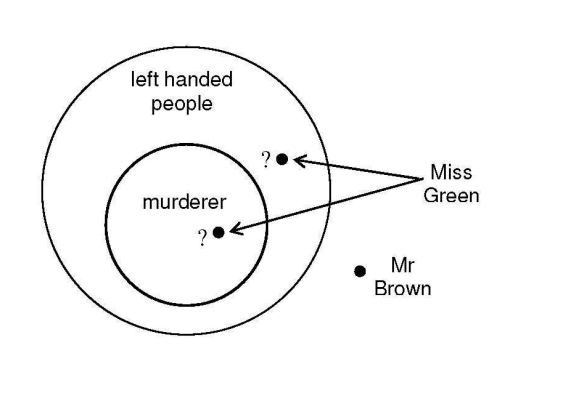 left handed
people
?
Miss
Green
murderer
?
Mr
Brown